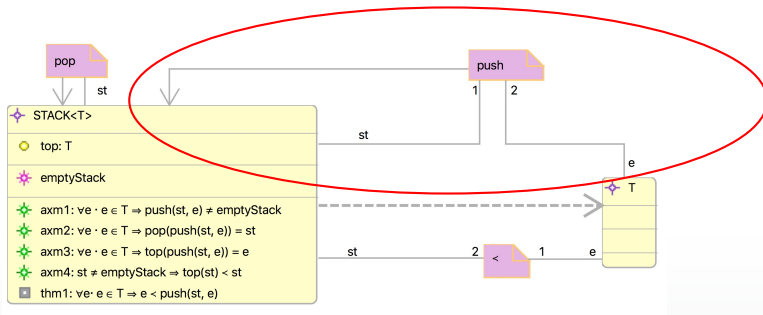 pop
push
st
1
2
STACK<T>
st
top: T
e
emptyStack
T
axm1: ∀e · e ∈ T ⇒ push(st, e) ≠ emptyStack
axm2: ∀e · e ∈ T ⇒ pop(push(st, e)) = st
axm3: ∀e · e ∈ T ⇒ top(push(st, e)) = e
st
2
<
1
e
axm4: st ≠ emptyStack ⇒ top(st) ≺ st
thm1: ∀e· e ∈ T ⇒ e ≺ push(st, e)